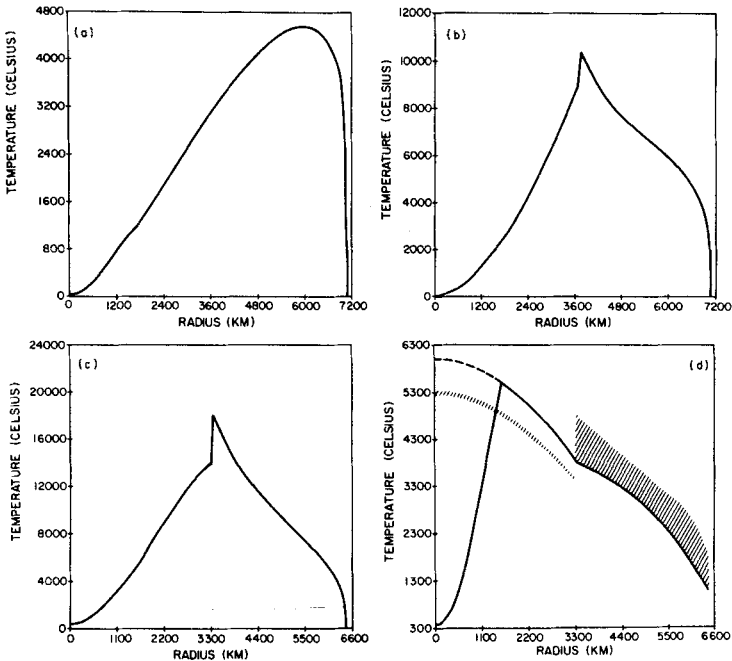 (a)
TEMPERATURE (CELSIUS)
4800
4000
3200
2400
1600
800
0
0 1200 2400 3600 4800 6000 7200
RADIUS (KM)
(b)
TEMPERATURE (CELSIUS)
12000
10000
8000
6000
4000
2000
0
0 1200 2400 3600 4800 6000 7200
RADIUS (KM)
(c)
TEMPERATURE (CELSIUS)
24000
20000
16000
12000
8000
4000
0
0 1100 2200 3300 4400 5500 6600
RADIUS (KM)
(d)
TEMPERATURE (CELSIUS)
6300
5300
4300
3300
2300
1300
300
0 1100 2200 3300 4400 5500 6600
RADIUS (KM)